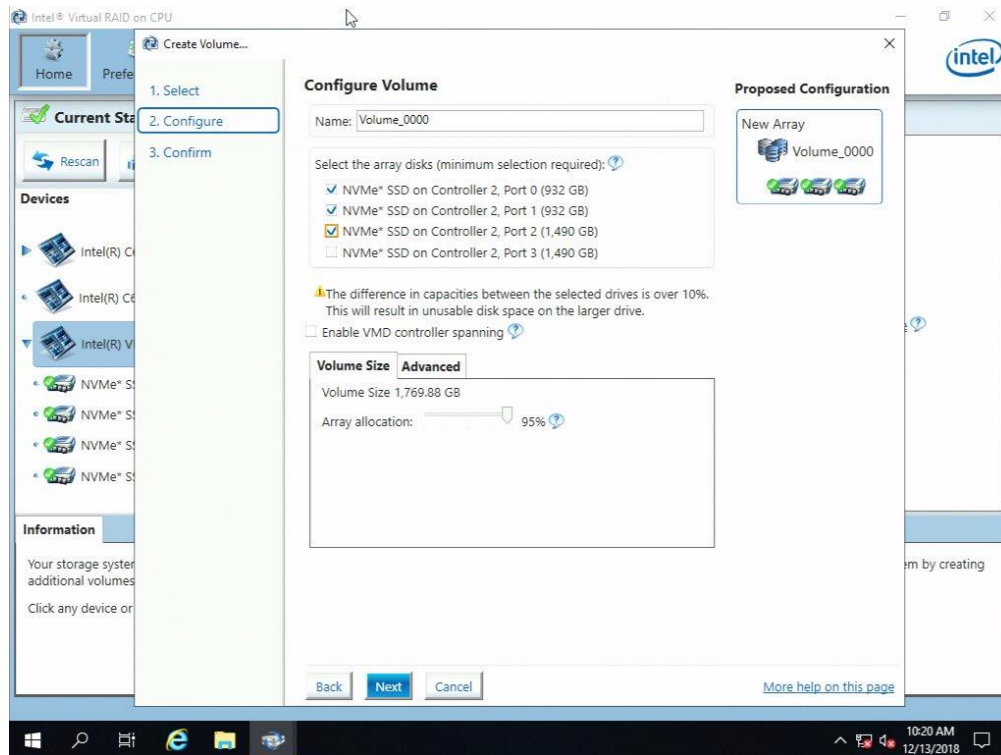 Intel® Virtual RAID on CPU
Home
Prefe
intel
Current Sta
Rescan
Devices
Intel(R) C
Intel(R) C6
Intel(R) V
NVMe* SS
NVMe* S
NVMe* S
NVMe* S
Information
Your storage system
additional volumes
Click any device or
em by creating
Create Volume...
1. Select
2. Configure
3. Confirm
Configure Volume
Name: Volume_0000
Select the array disks (minimum selection required):
NVMe* SSD on Controller 2, Port 0 (932 GB)
NVMe* SSD on Controller 2, Port 1 (932 GB)
NVMe* SSD on Controller 2, Port 2 (1,490 GB)
NVMe* SSD on Controller 2, Port 3 (1,490 GB)
The difference in capacities between the selected drives is over 10%.
This will result in unusable disk space on the larger drive.
Enable VMD controller spanning
Volume Size Advanced
Volume Size 1,769.88 GB
Array allocation: 95%
Proposed Configuration
New Array
Volume_0000
Back Next Cancel
More help on this page
10:20 AM
12/13/2018